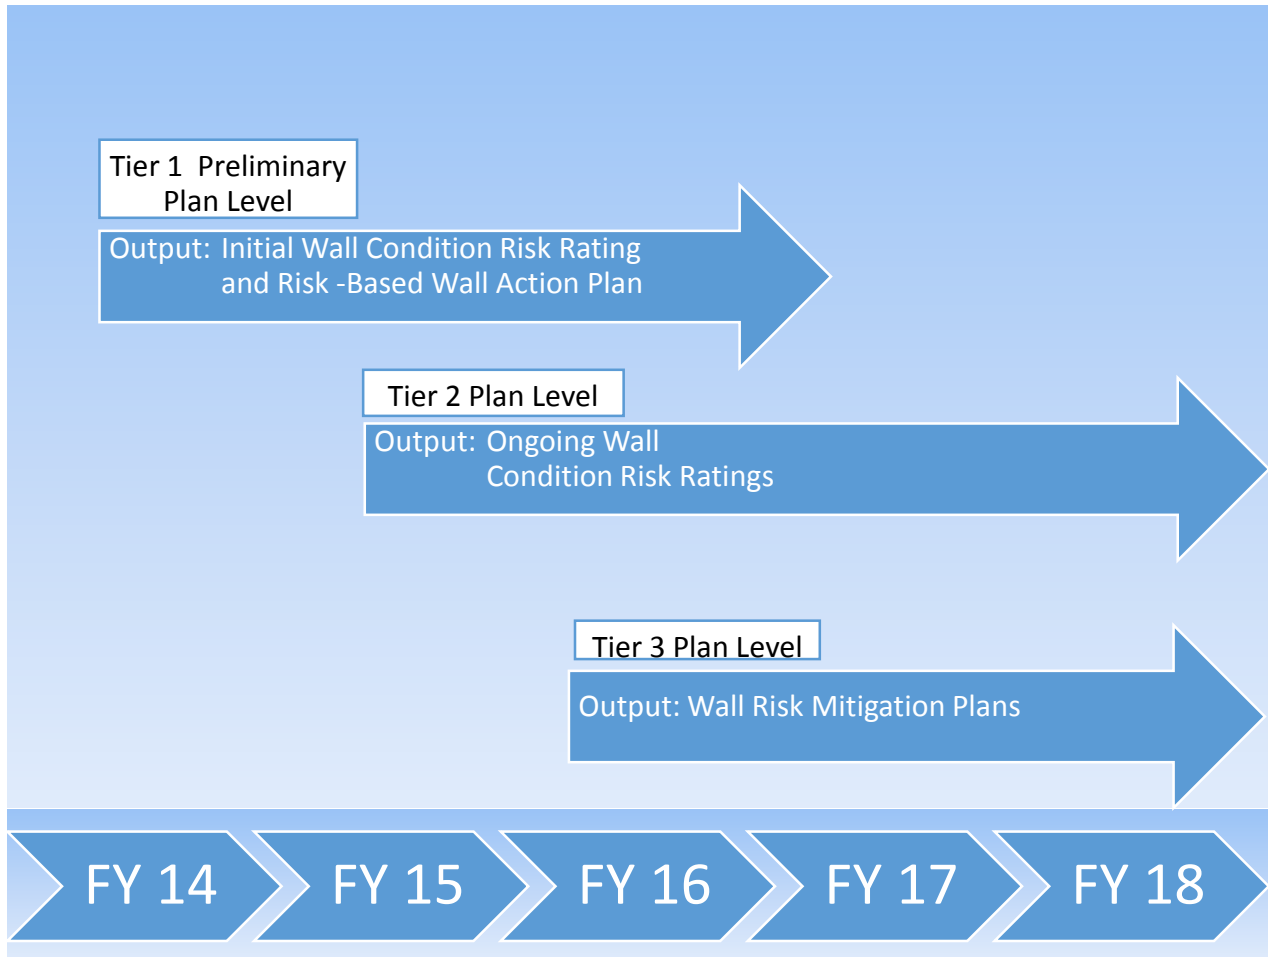 Tier 1  Preliminary
Plan Level
Output: Initial Wall Condition Risk Rating
and Risk -Based Wall Action Plan
Tier 2 Plan Level
Output: Ongoing Wall
Condition Risk Ratings
Tier 3 Plan Level
Output: Wall Risk Mitigation Plans
FY 14 FY 15 FY 16 FY 17 FY 18